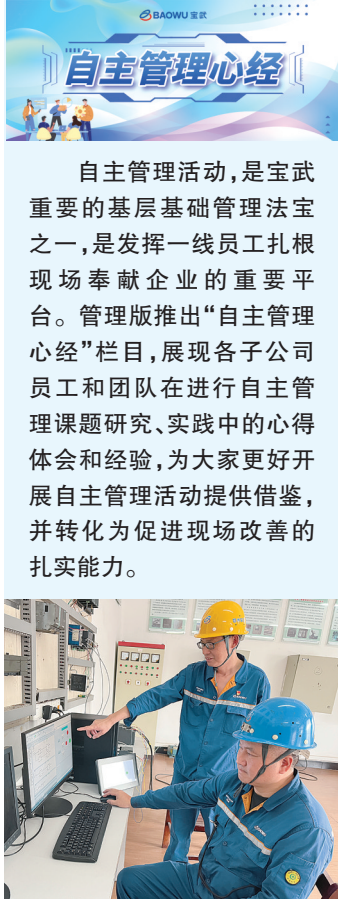 BAOWU 宝武
自主管理心经
自主管理活动，是宝武
重要的基层基础管理法宝
之一，是发挥一线员工扎根
现场奉献企业的重要平
台。管理版推出“自主管理
心经”栏目，展现各子公司
员工和团队在进行自主管
理课题研究、实践中的心得
体会和经验，为大家更好开
展自主管理活动提供借鉴，
并转化为促进现场改善的
扎实能力。